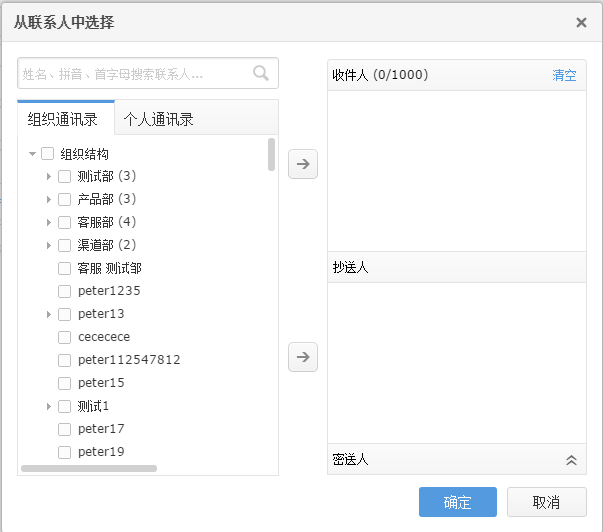 从联系人中选择
姓名、拼音、首字母搜索联系人...
组织通讯录 个人通讯录
组织结构
测试部 (3)
产品部 (3)
客服部 (4)
渠道部 (2)
客服 测试邹
peter1235
peter13
cececece
peter112547812
peter15
测试1
peter17
peter19
收件人 (0/1000) 清空
抄送人
密送人
确定 取消